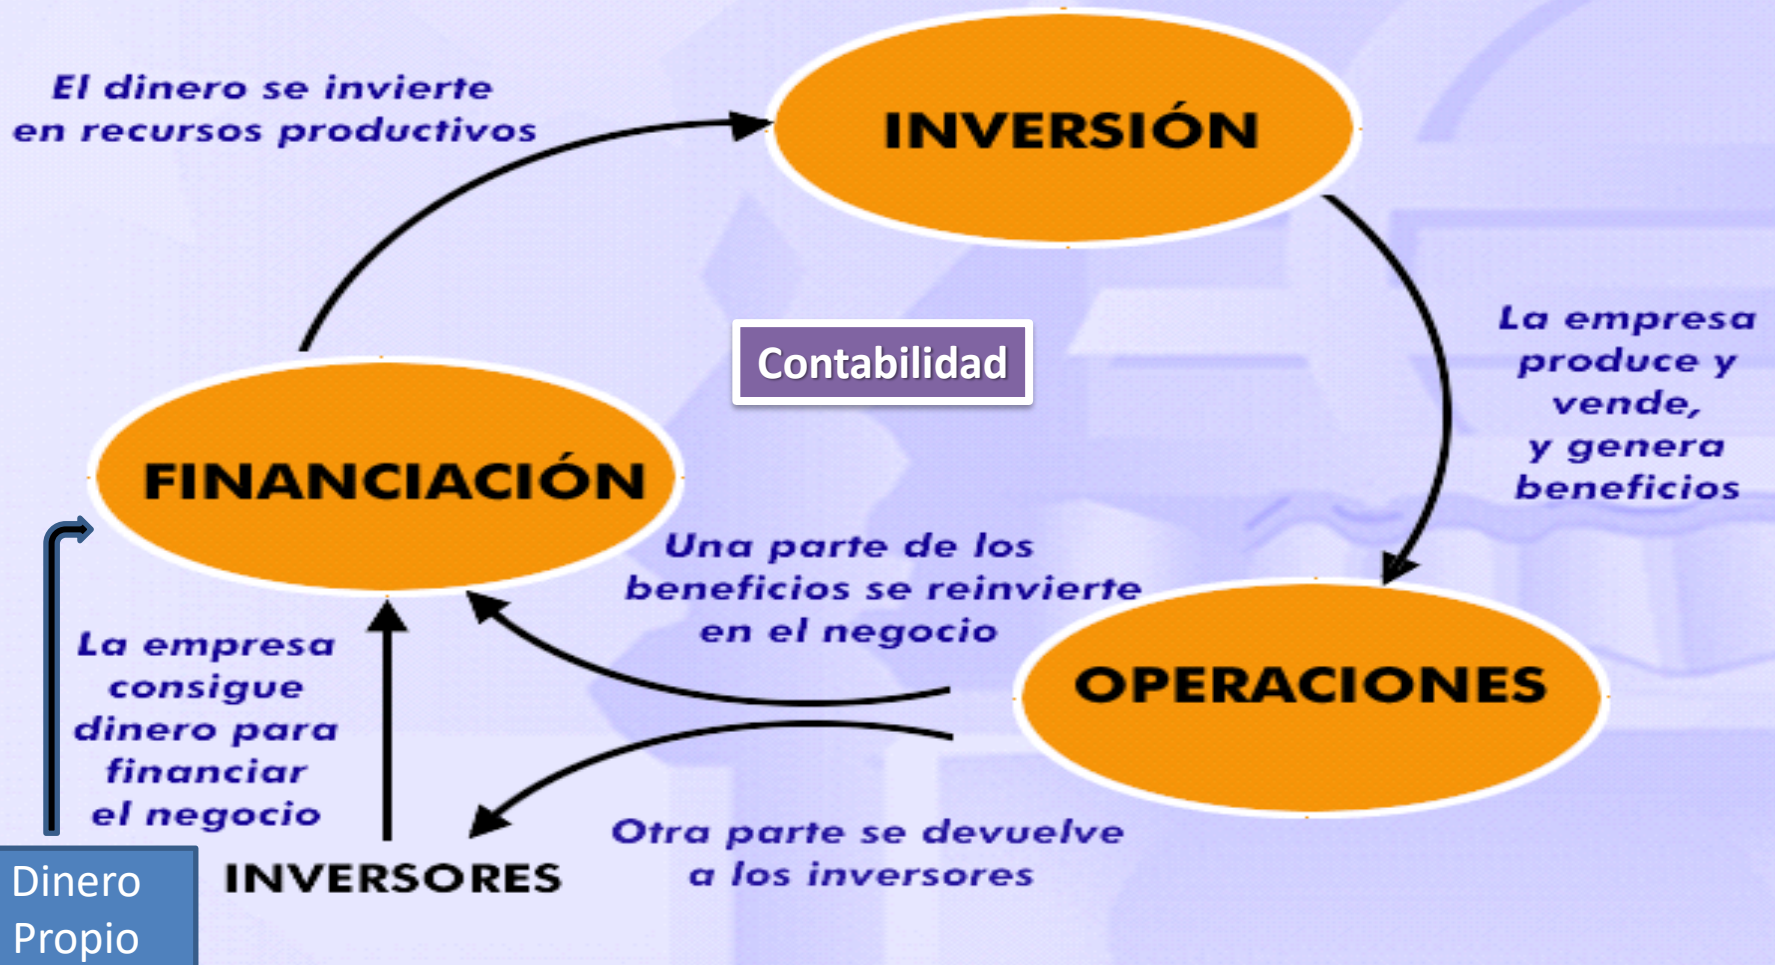 El dinero se invierte
en recursos productivos
INVERSIÓN
La empresa
produce y
vende,
y genera
beneficios
Contabilidad
FINANCIACIÓN
Una parte de los
beneficios se reinvierte
en el negocio
OPERACIONES
La empresa
consigue
dinero para
financiar
el negocio
Otra parte se devuelve
a los inversores
INVERSORES
Dinero
Propio